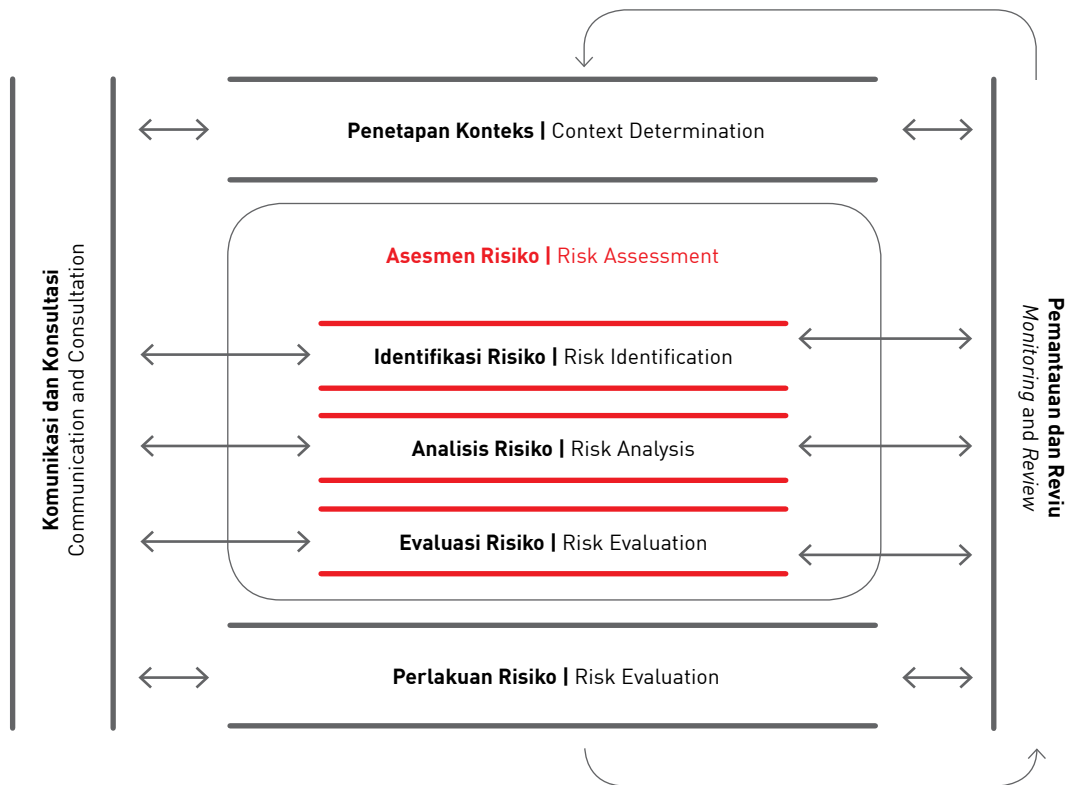 Penetapan Konteks | Context Determination
Komunikasi dan Konsultasi
Communication and Consultation
Asesmen Risiko | Risk Assessment
Identifikasi Risiko | Risk Identification
Analisis Risiko | Risk Analysis
Evaluasi Risiko | Risk Evaluation
Perlakuan Risiko | Risk Evaluation
Pemantauan dan Reviu
Monitoring and Review